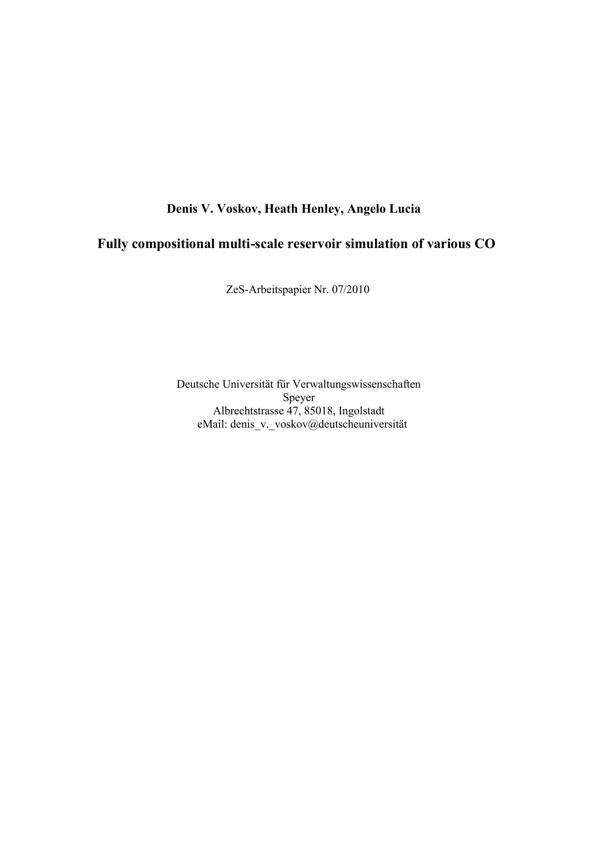 Denis V. Voskov, Heath Henley, Angelo Lucia
Fully compositional multi-scale reservoir simulation of various CO
ZeS-Arbeitspapier Nr. 07/2010
Deutsche Universität für Verwaltungswissenschaften
Speyer
Albrechtstrasse 47, 85018, Ingolstadt
eMail: denis_v._voskov@deutscheuniversität